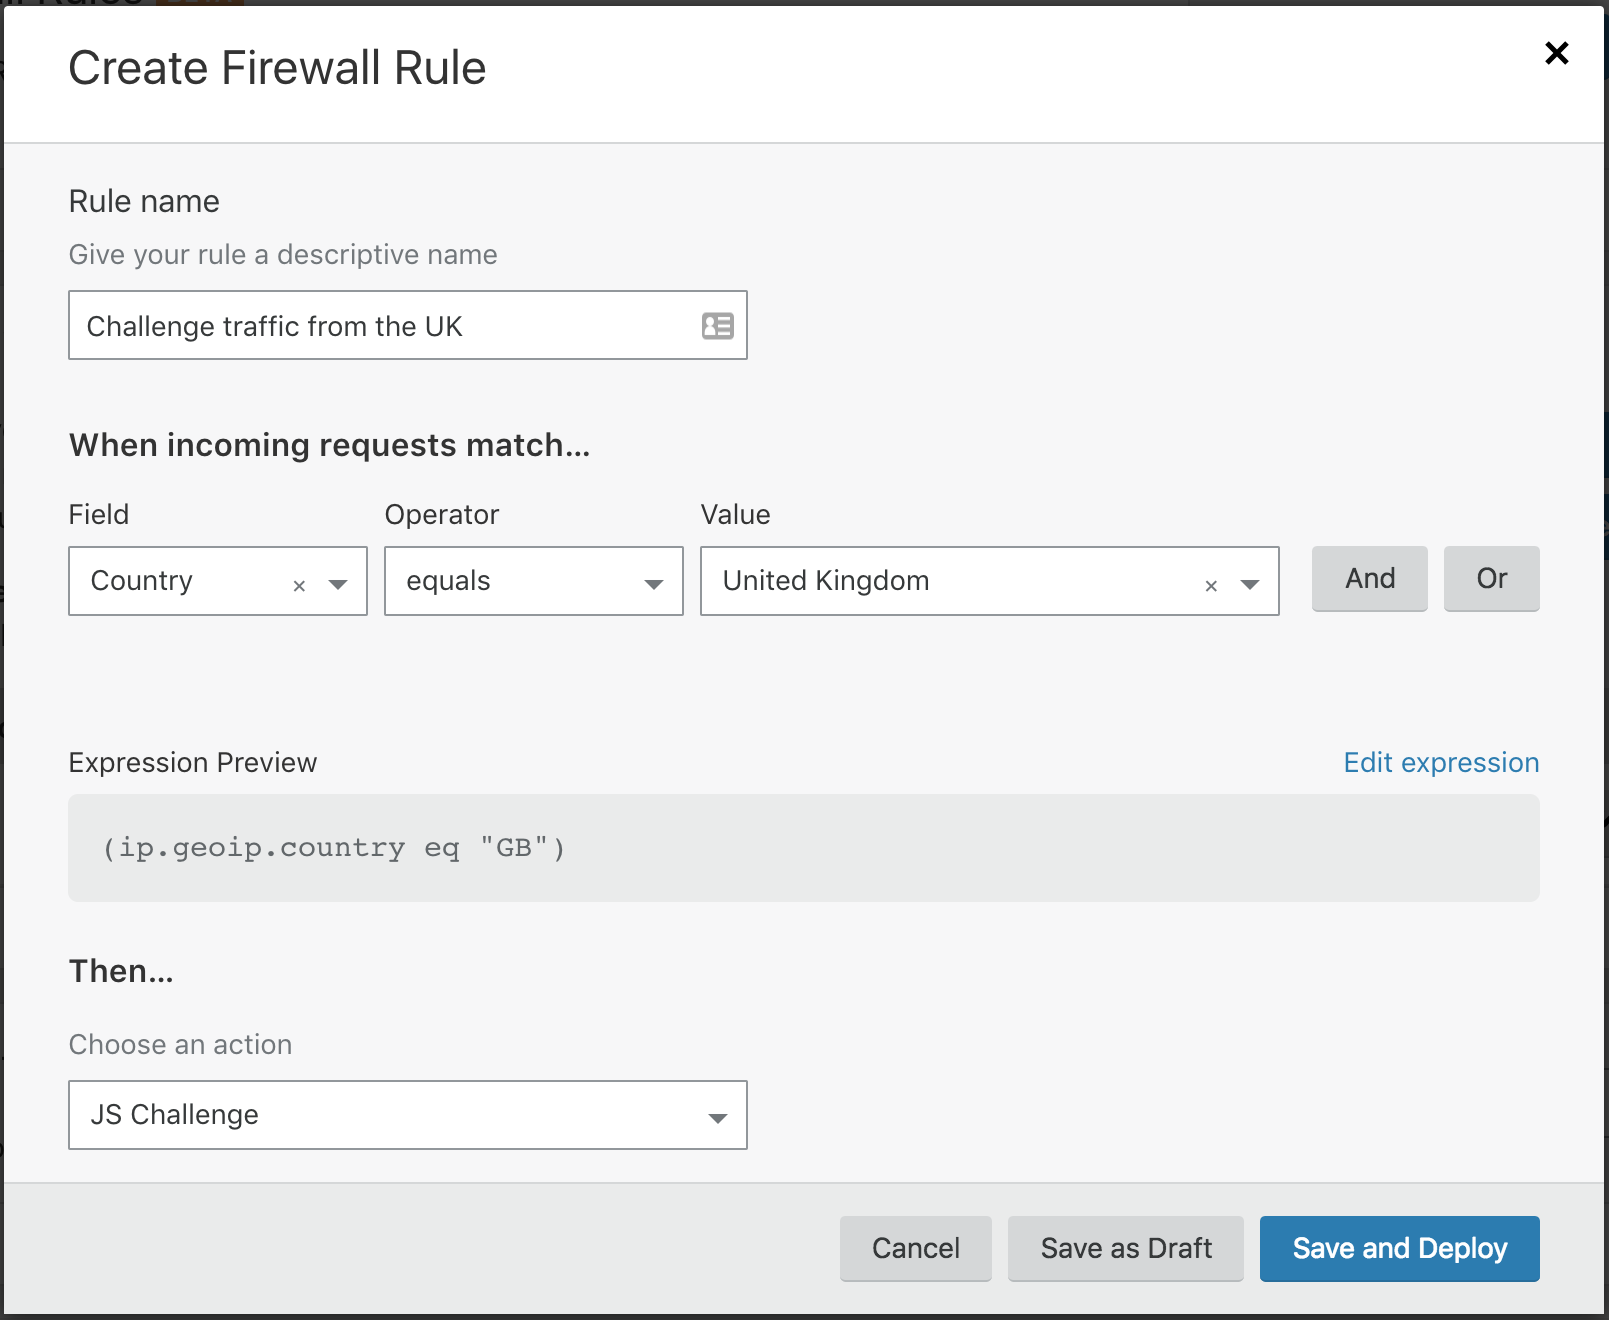 Create Firewall Rule
Rule name
Give your rule a descriptive name
Challenge traffic from the UK
When incoming requests match...
Field Operator Value
Country × equals United Kingdom × And Or
Expression Preview Edit expression
(ip.geoip.country eq "GB")
Then...
Choose an action
JS Challenge
Cancel Save as Draft Save and Deploy